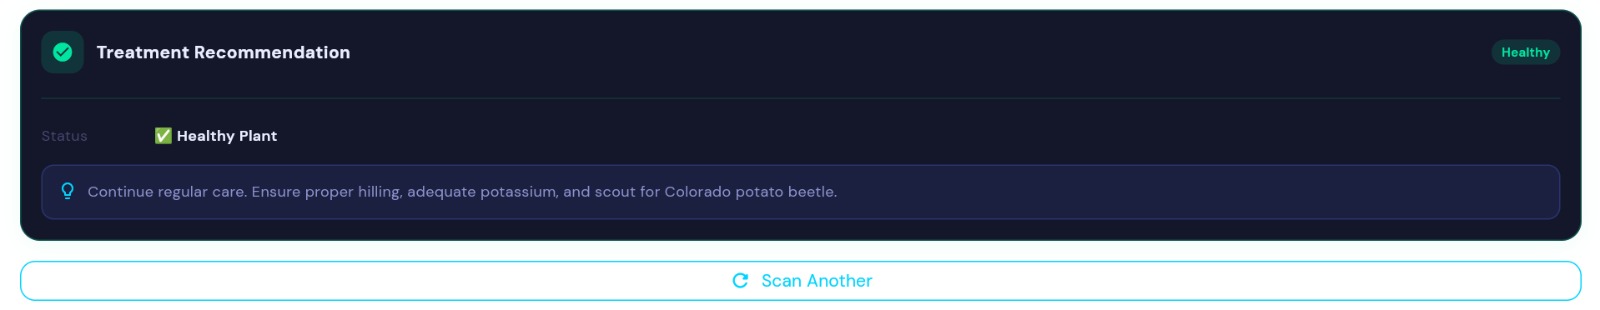 Treatment Recommendation
Healthy
Status
✅ Healthy Plant
Continue regular care. Ensure proper hilling, adequate potassium, and scout for Colorado potato beetle.
Scan Another